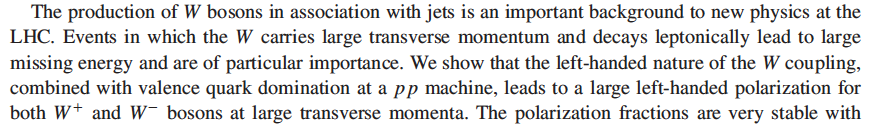 The production of W bosons in association with jets is an important background to new physics at the
LHC. Events in which the W carries large transverse momentum and decays leptonically lead to large
missing energy and are of particular importance. We show that the left-handed nature of the W coupling,
combined with valence quark domination at a pp machine, leads to a large left-handed polarization for
both W⁺ and W⁻ bosons at large transverse momenta. The polarization fractions are very stable with